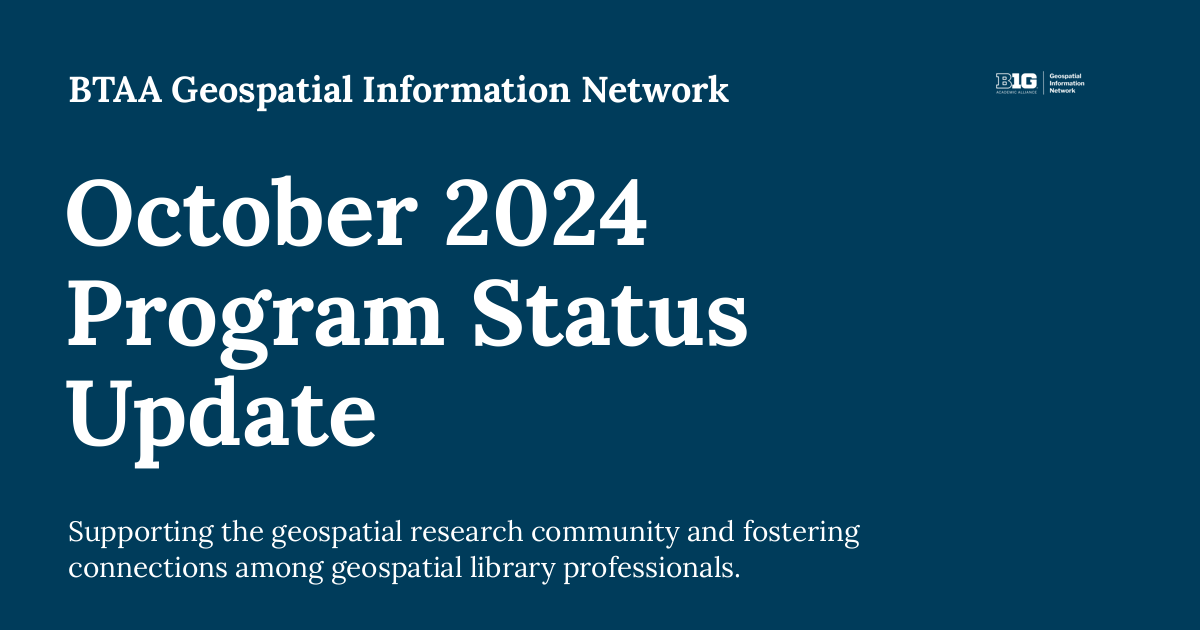 BTAA Geospatial Information Network
B1G
ACADEMIC ALLIANCE
Geospatial
Information
Network
October 2024
Program Status
Update
Supporting the geospatial research community and fostering
connections among geospatial library professionals.